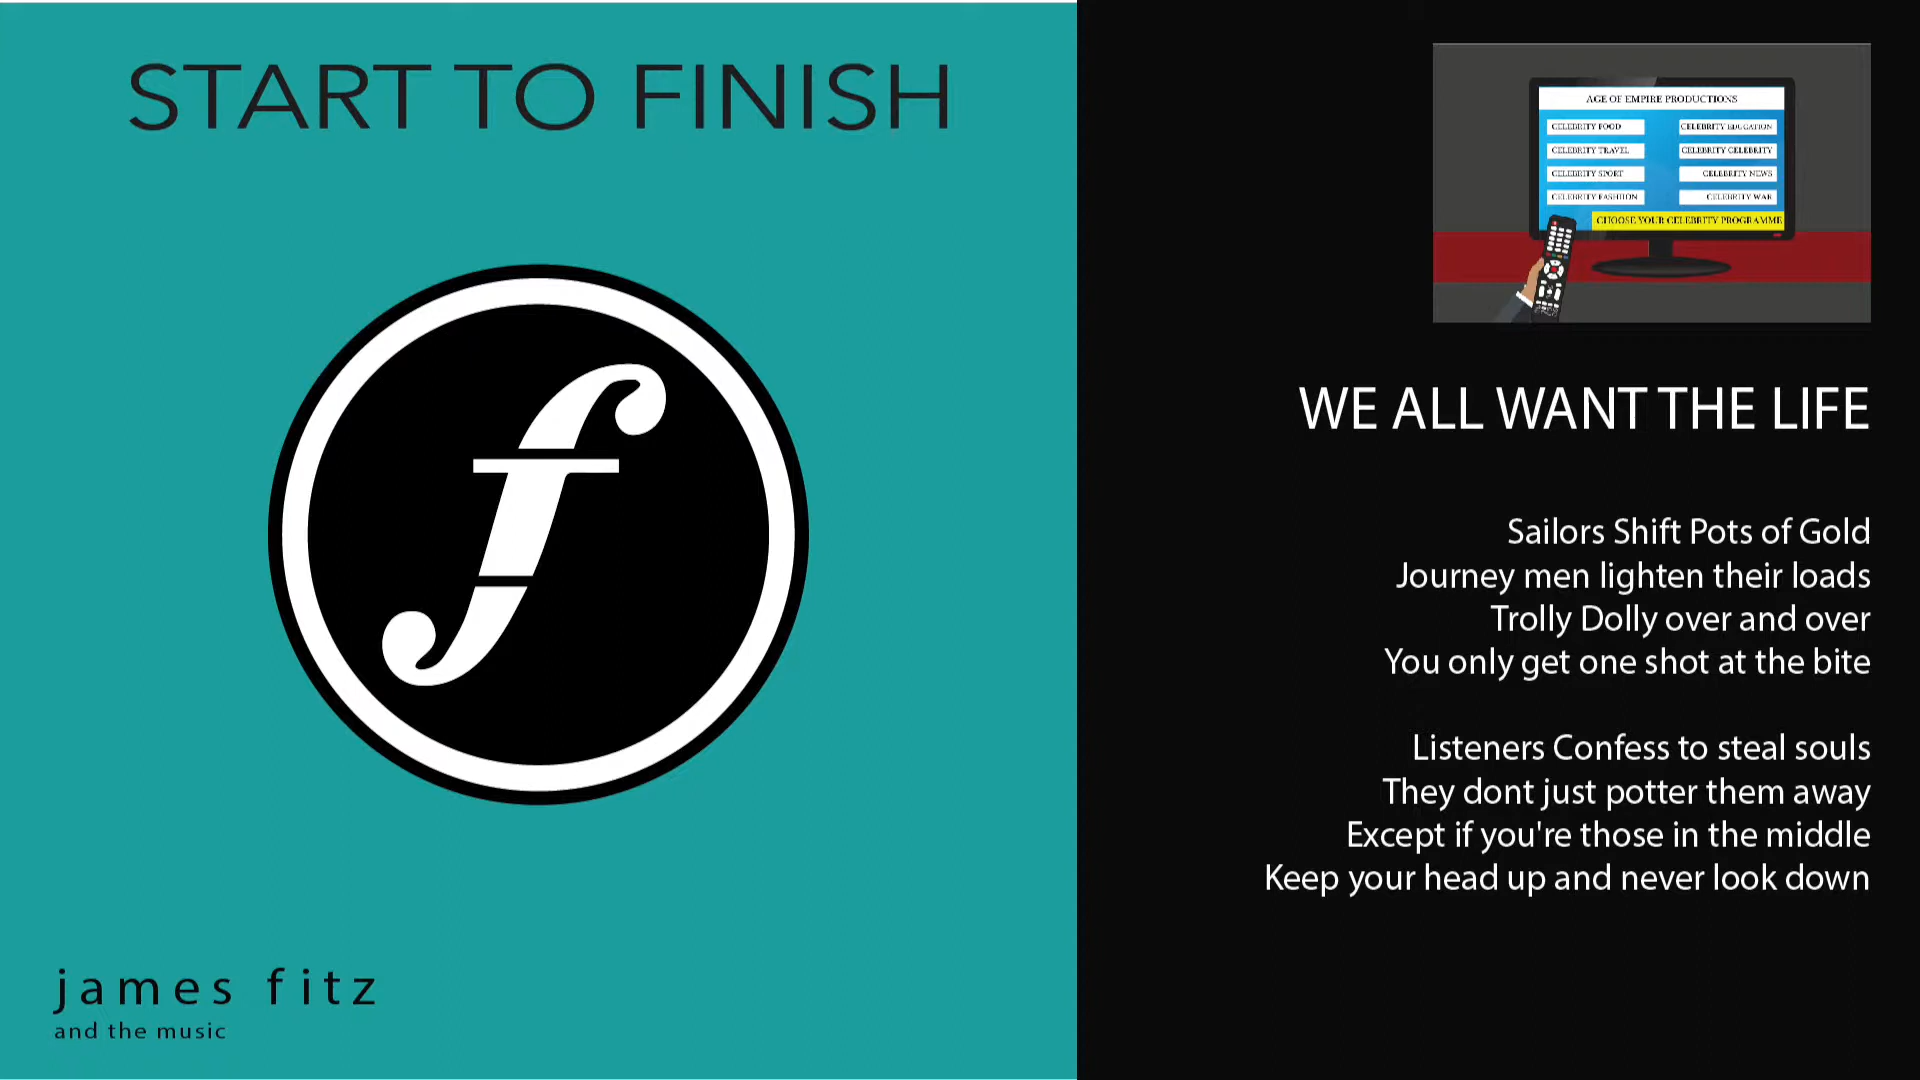 START TO FINISH
f
james fitz
and the music
AGE OF EMPIRE PRODUCTIONS
CELEBRITY FOOD
CELEBRITY EDUCATION
CELEBRITY TRAVEL
CELEBRITY CELEBRITY
CELEBRITY SPORT
CELEBRITY NEWS
CELEBRITY FASHION
CELEBRITY WAR
CHOOSE YOUR CELEBRITY PROGRAMME
WE ALL WANT THE LIFE
Sailors Shift Pots of Gold
Journey men lighten their loads
Trolly Dolly over and over
You only get one shot at the bite
Listeners Confess to steal souls
They dont just potter them away
Except if you're those in the middle
Keep your head up and never look down